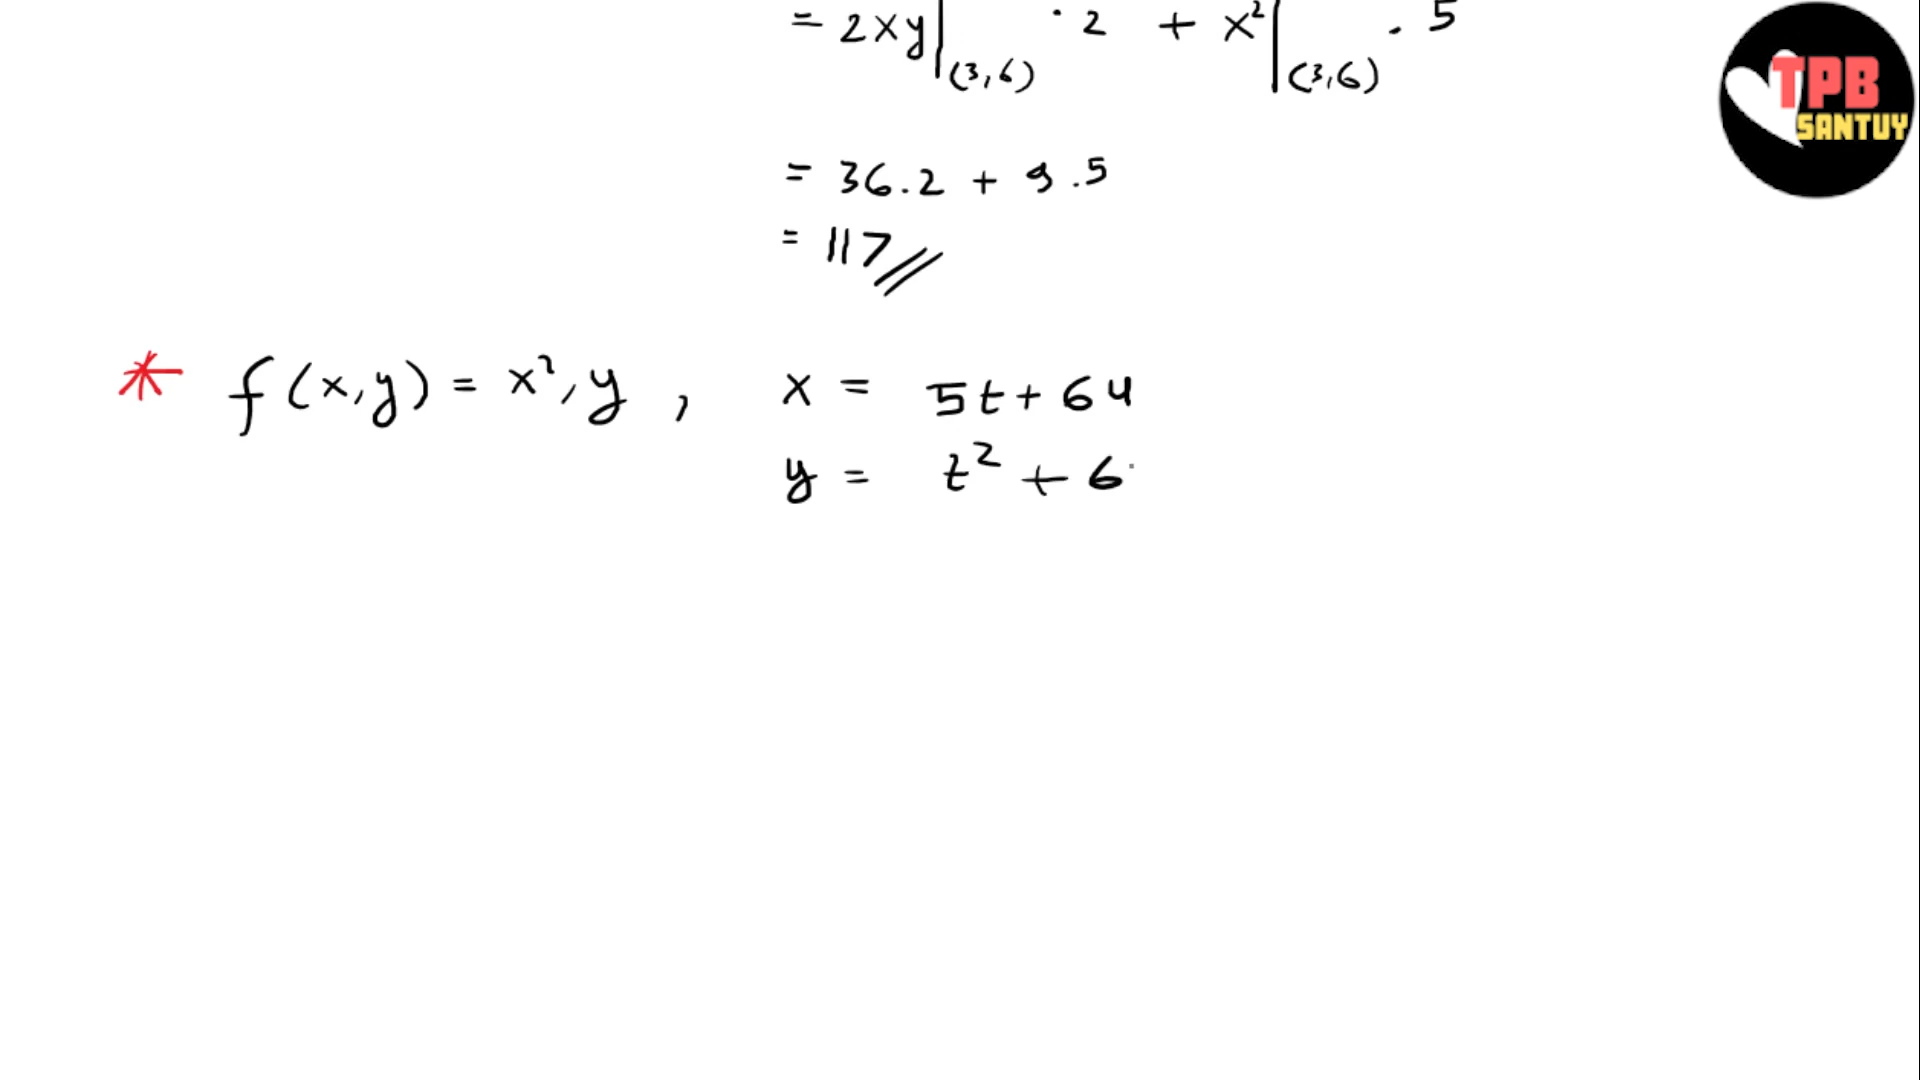 = 2xy|(3,6) · 2 + x²|(3,6) · 5
TPB
SANTUY
= 36.2 + 9.5
= 117//
* f(x,y) = x², y , x = 5t + 64
y = t² + 6